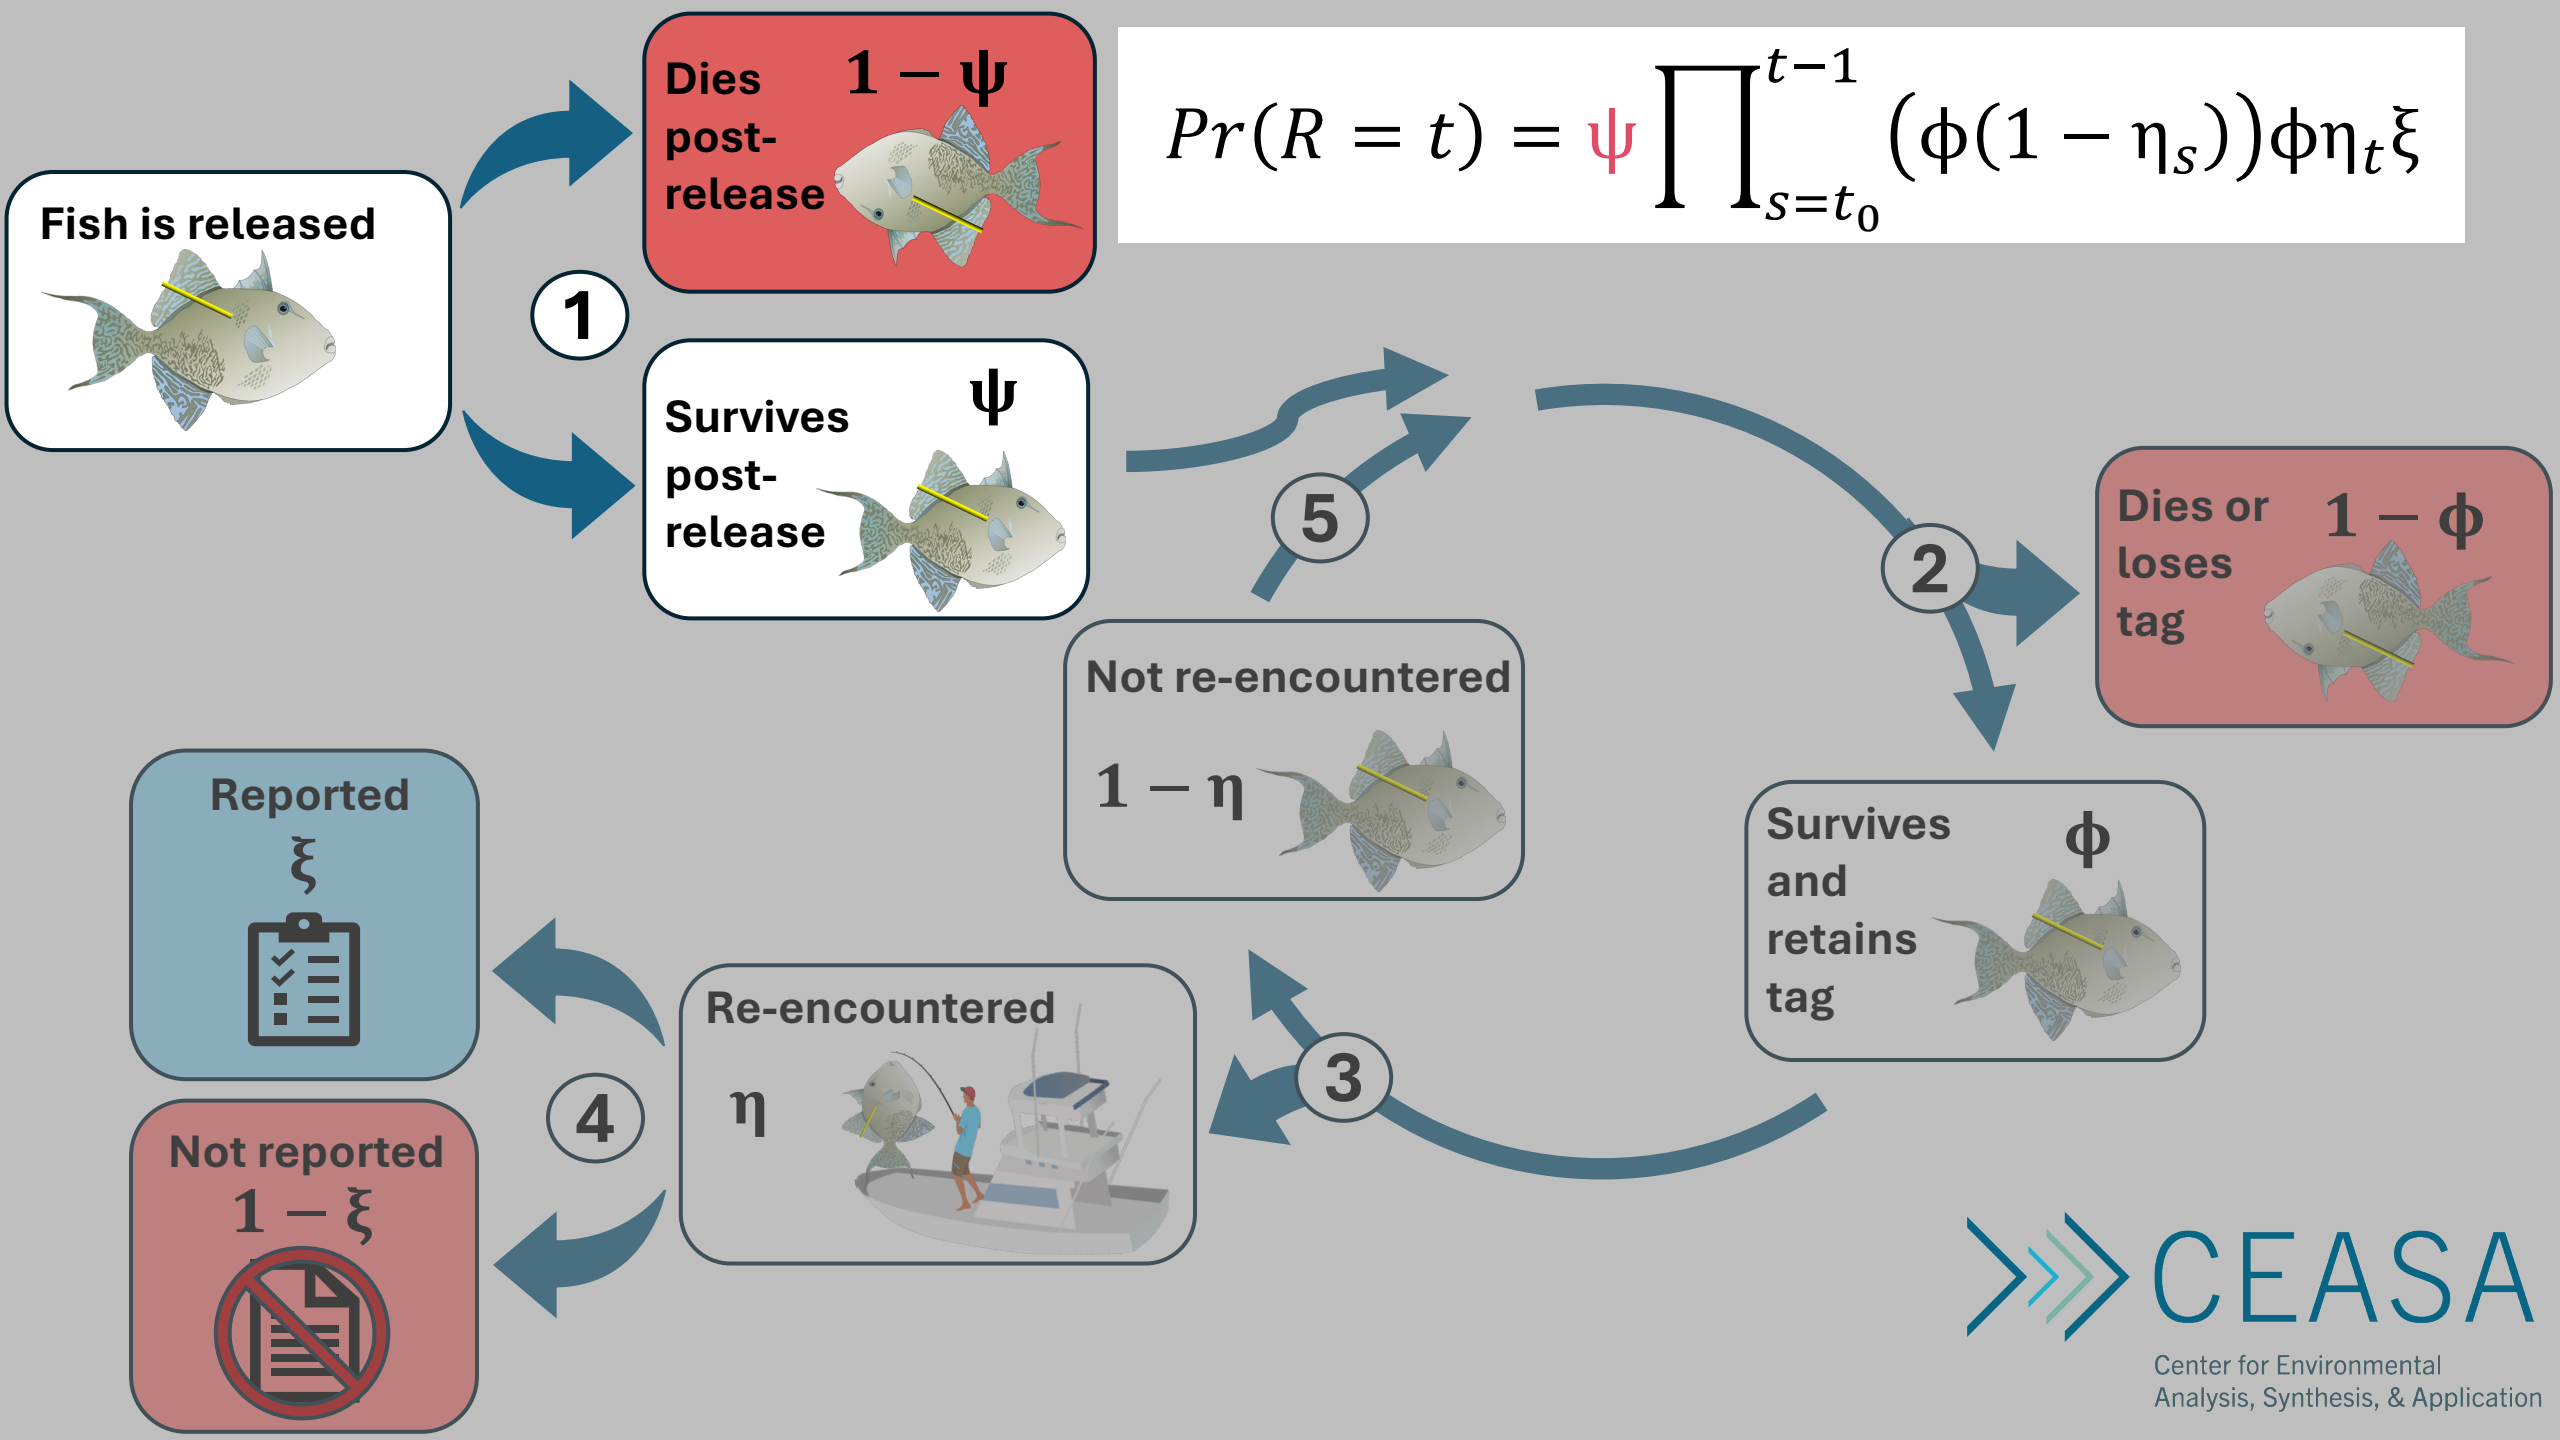 Dies
post-
release
1 − ψ
Pr(R = t) = ψ ∏_{s=t₀}^{t−1} (ϕ(1 − η_s))ϕη_tξ
Fish is released
1
Survives
post-
release
ψ
5
2
Dies or
loses
tag
1 − ϕ
Not re-encountered
1 − η
Survives
and
retains
tag
ϕ
Reported
ξ
Re-encountered
η
3
4
Not reported
1 − ξ
CEASA
Center for Environmental
Analysis, Synthesis, & Application